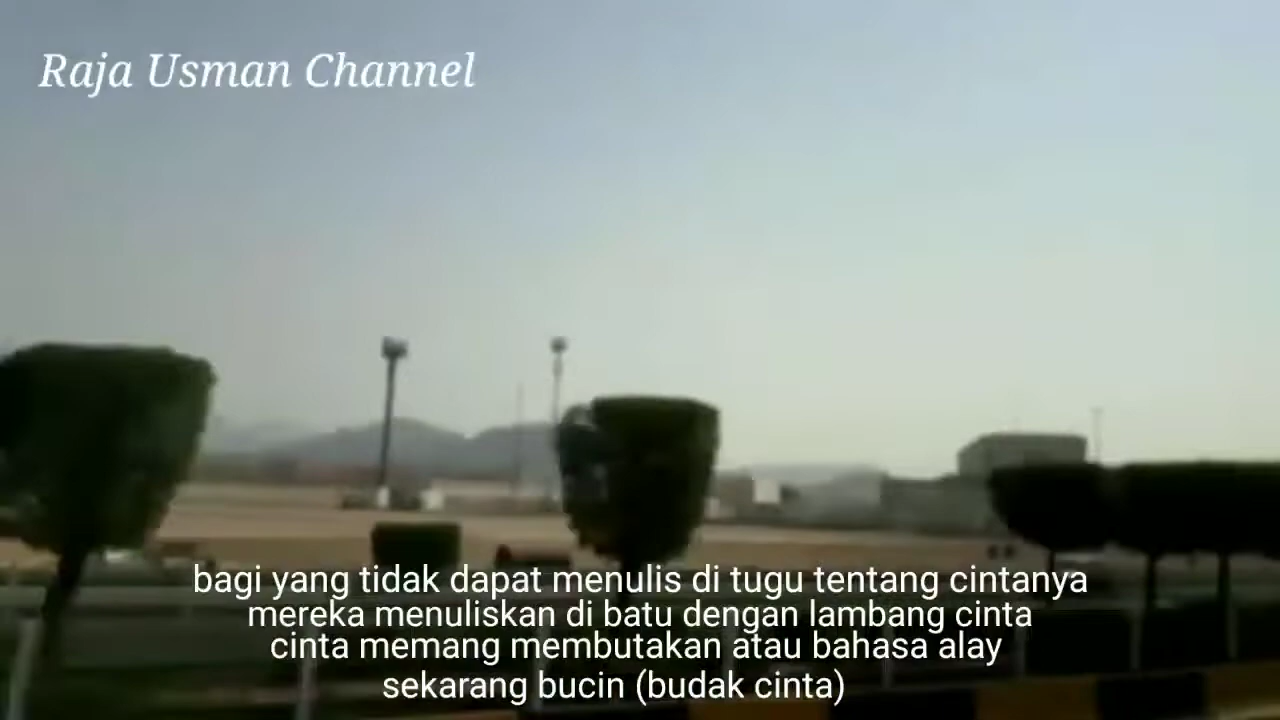 Raja Usman Channel
bagi yang tidak dapat menulis di tugu tentang cintanya
mereka menuliskan di batu dengan lambang cinta
cinta memang membutakan atau bahasa alay
sekarang bucin (budak cinta)